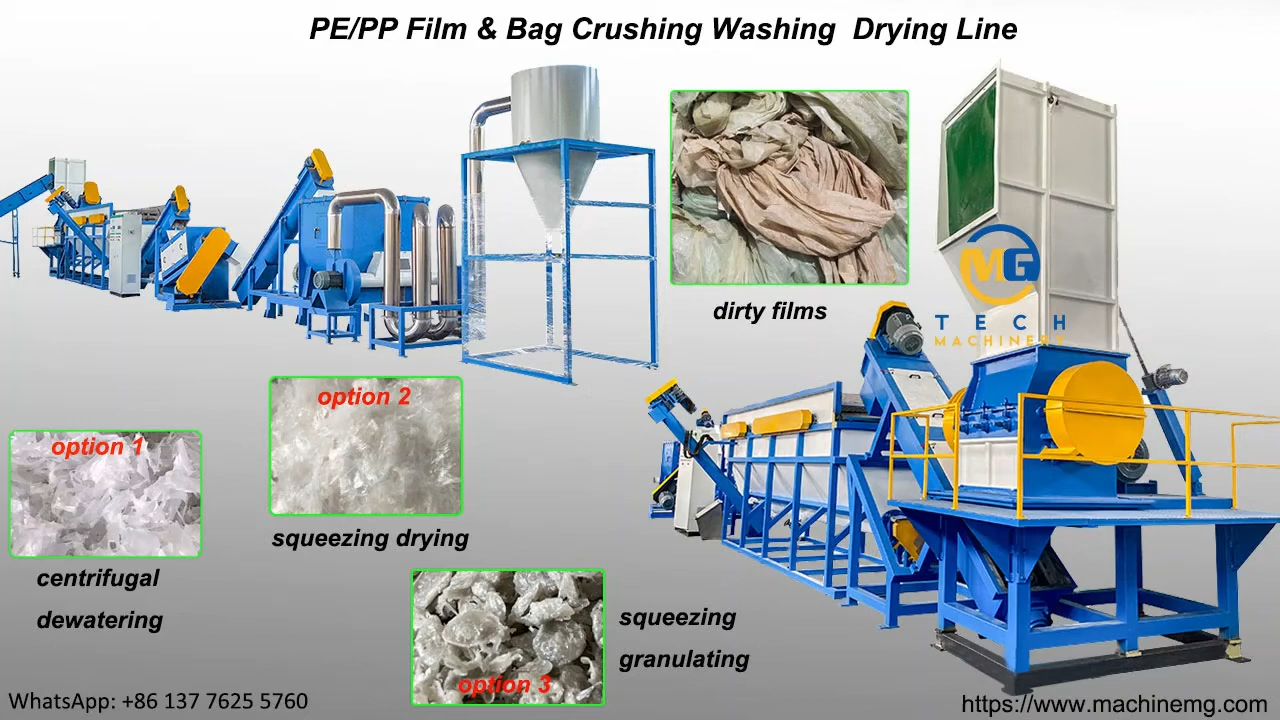 PE/PP Film & Bag Crushing Washing Drying Line
MG
TECH
MACHINERY
dirty films
option 2
option 1
squeezing drying
centrifugal
dewatering
squeezing
granulating
option 3
WhatsApp: +86 137 7625 5760
https://www.machinemg.com